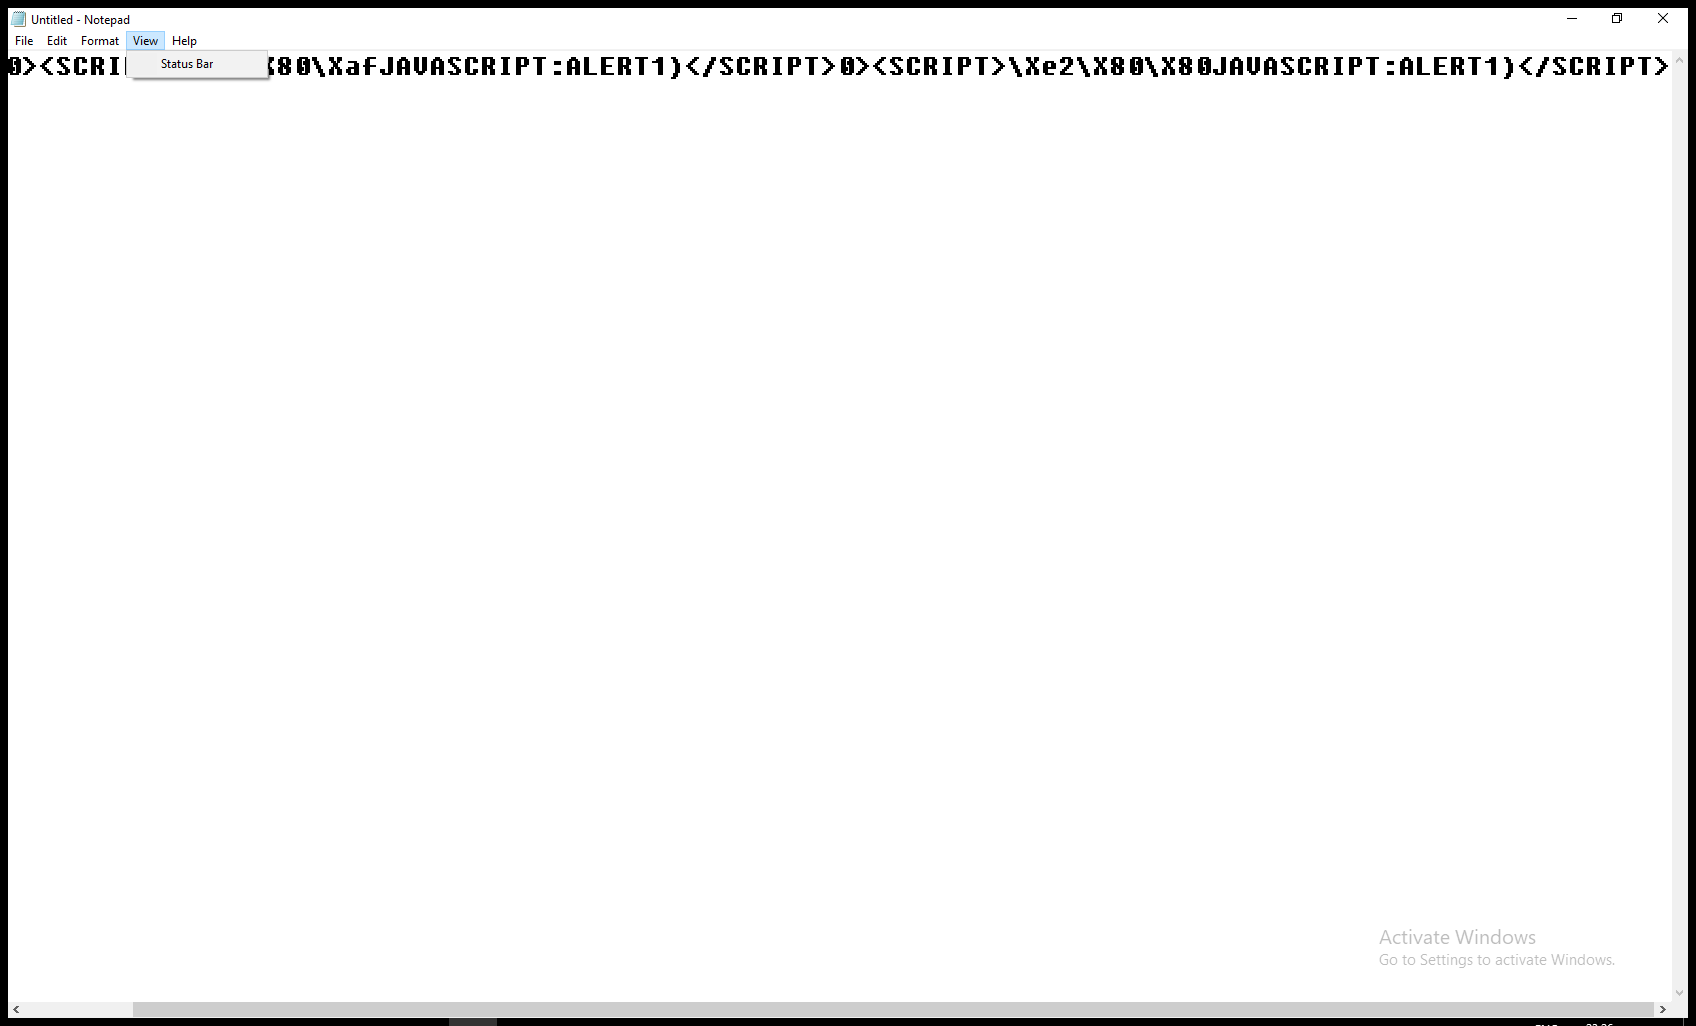 Untitled - Notepad
File Edit Format View Help
Status Bar
0><SCRI X80\XafJAVASCRIPT:ALERT1)</SCRIPT>0><SCRIPT>\Xe2\X80\X80JAVASCRIPT:ALERT1)</SCRIPT>
Activate Windows
Go to Settings to activate Windows.